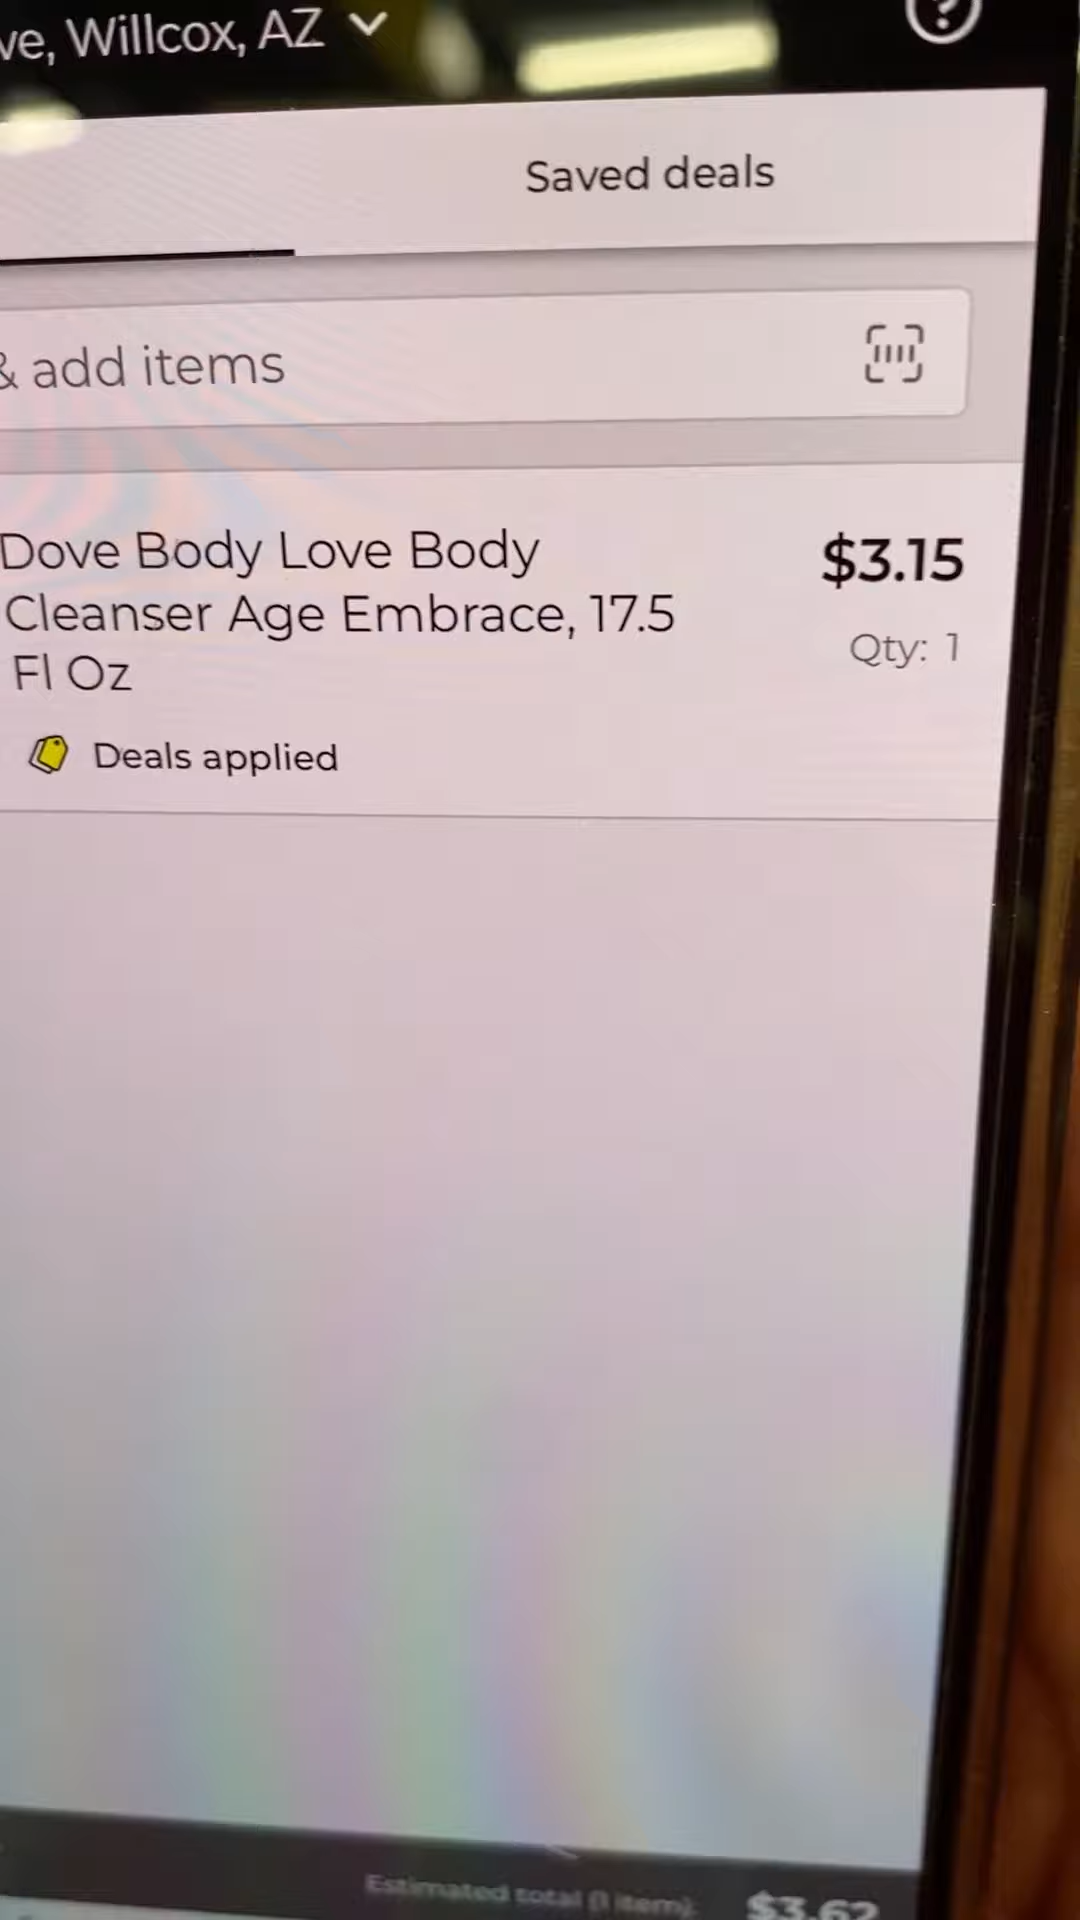 ve, Willcox, AZ
Saved deals
& add items
Dove Body Love Body
Cleanser Age Embrace, 17.5
Fl Oz
$3.15
Qty: 1
Deals applied
Estimated total (1 item): $3.62